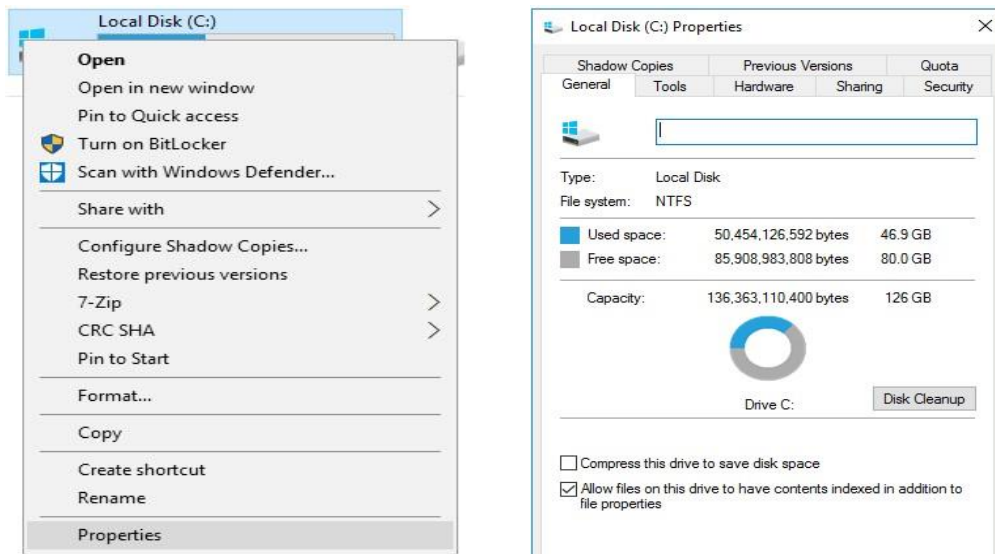 Local Disk (C:)
Open
Open in new window
Pin to Quick access
Turn on BitLocker
Scan with Windows Defender...
Share with
Configure Shadow Copies...
Restore previous versions
7-Zip
CRC SHA
Pin to Start
Format...
Copy
Create shortcut
Rename
Properties
Local Disk (C:) Properties
Shadow Copies Previous Versions Quota
General Tools Hardware Sharing Security
Type: Local Disk
File system: NTFS
Used space: 50,454,126,592 bytes 46.9 GB
Free space: 85,908,983,808 bytes 80.0 GB
Capacity: 136,363,110,400 bytes 126 GB
Drive C:
Disk Cleanup
Compress this drive to save disk space
Allow files on this drive to have contents indexed in addition to
file properties